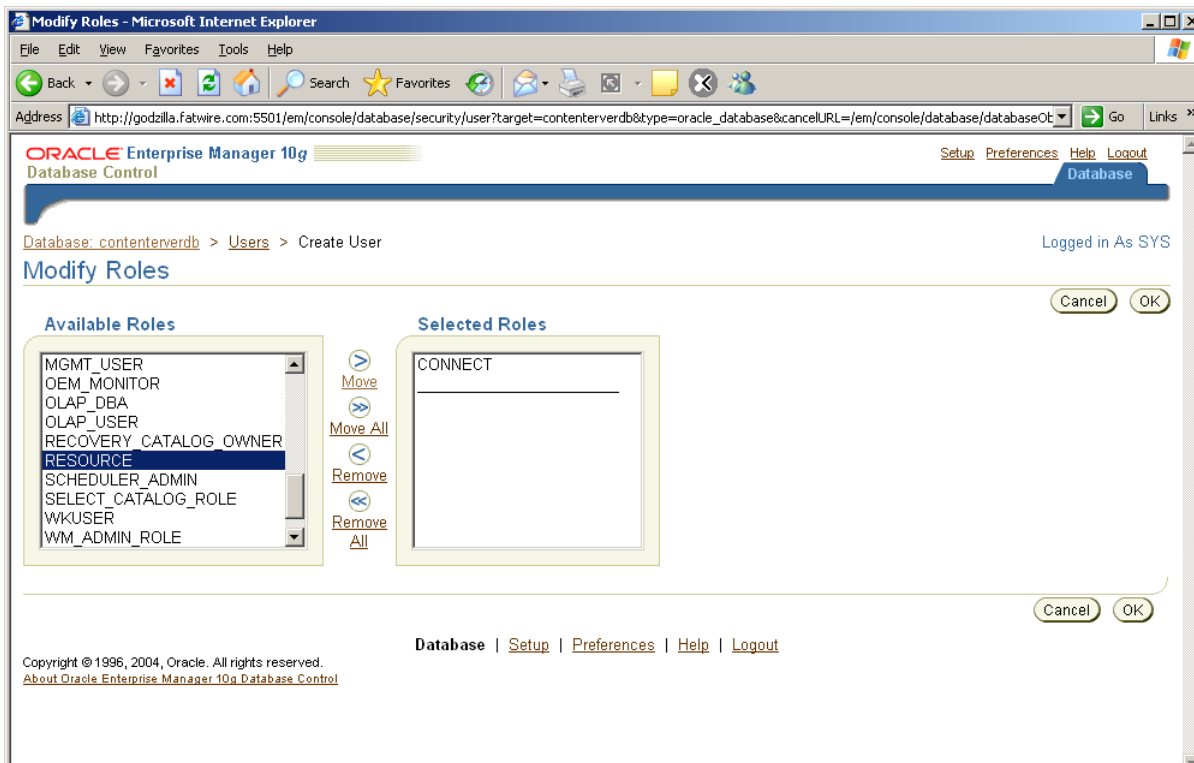 Modify Roles - Microsoft Internet Explorer
File Edit View Favorites Tools Help
Back Search Favorites
Address http://godzilla.fatwire.com:5501/em/console/database/security/user?target=contenterverdb&type=oracle_database&cancelURL=/em/console/database/databaseOb Go Links »
ORACLE Enterprise Manager 10g Setup Preferences Help Logout
Database Control Database
Database: contenterverdb > Users > Create User Logged in As SYS
Modify Roles
Cancel OK
Available Roles Selected Roles
MGMT_USER
OEM_MONITOR
OLAP_DBA
OLAP_USER
RECOVERY_CATALOG_OWNER
RESOURCE
SCHEDULER_ADMIN
SELECT_CATALOG_ROLE
WKUSER
WM_ADMIN_ROLE
Move
Move All
Remove
Remove
All
CONNECT
Cancel OK
Database | Setup | Preferences | Help | Logout
Copyright © 1996, 2004, Oracle. All rights reserved.
About Oracle Enterprise Manager 10g Database Control